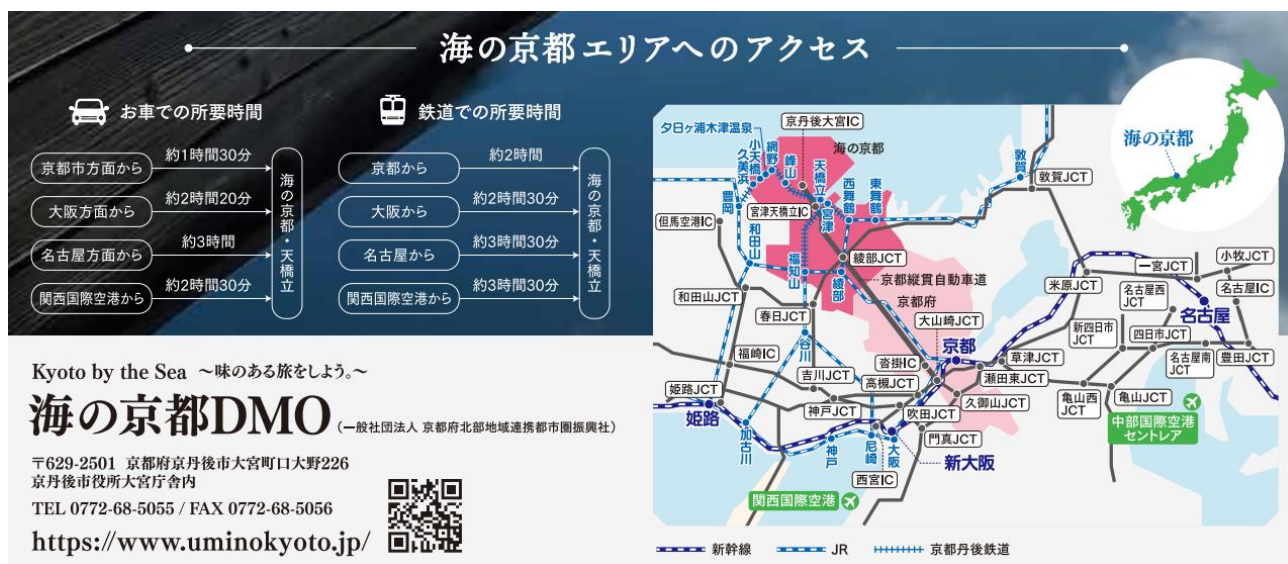 海の京都エリアへのアクセス
お車での所要時間
京都市方面から 約1時間30分
大阪方面から 約2時間20分
名古屋方面から 約3時間
関西国際空港から 約2時間30分
海の京都・天橋立
鉄道での所要時間
京都から 約2時間
大阪から 約2時間30分
名古屋から 約3時間30分
関西国際空港から 約3時間30分
海の京都・天橋立
Kyoto by the Sea ～味のある旅をしよう。～
海の京都DMO(一般社団法人 京都府北部地域連携都市圏振興社)
〒629-2501 京都府京丹後市大宮町口大野226
京丹後市役所大宮庁舎内
TEL 0772-68-5055 / FAX 0772-68-5056
https://www.uminokyoto.jp/
海の京都
夕日ヶ浦木津温泉
京丹後大宮IC
海の京都
久美浜
小天橋
網野
峰山
天橋立
宮津
西舞鶴
東舞鶴
敦賀
敦賀JCT
豊岡
但馬空港IC
宮津天橋立IC
和田山
福知山
綾部JCT
綾部
京都縦貫自動車道
京都府
和田山JCT
春日JCT
大山崎JCT
米原JCT
一宮JCT
小牧JCT
名古屋西
JCT
名古屋IC
名古屋
福崎IC
谷川
沓掛IC
京都
草津JCT
新四日市
JCT
四日市JCT
名古屋南
JCT
豊田JCT
姫路JCT
吉川JCT
高槻JCT
瀬田東JCT
姫路
神戸JCT
吹田JCT
久御山JCT
亀山西
JCT
亀山JCT
門真JCT
加古川
神戸
尼崎
大阪
新大阪
西宮IC
中部国際空港
セントレア
関西国際空港
新幹線
JR
京都丹後鉄道